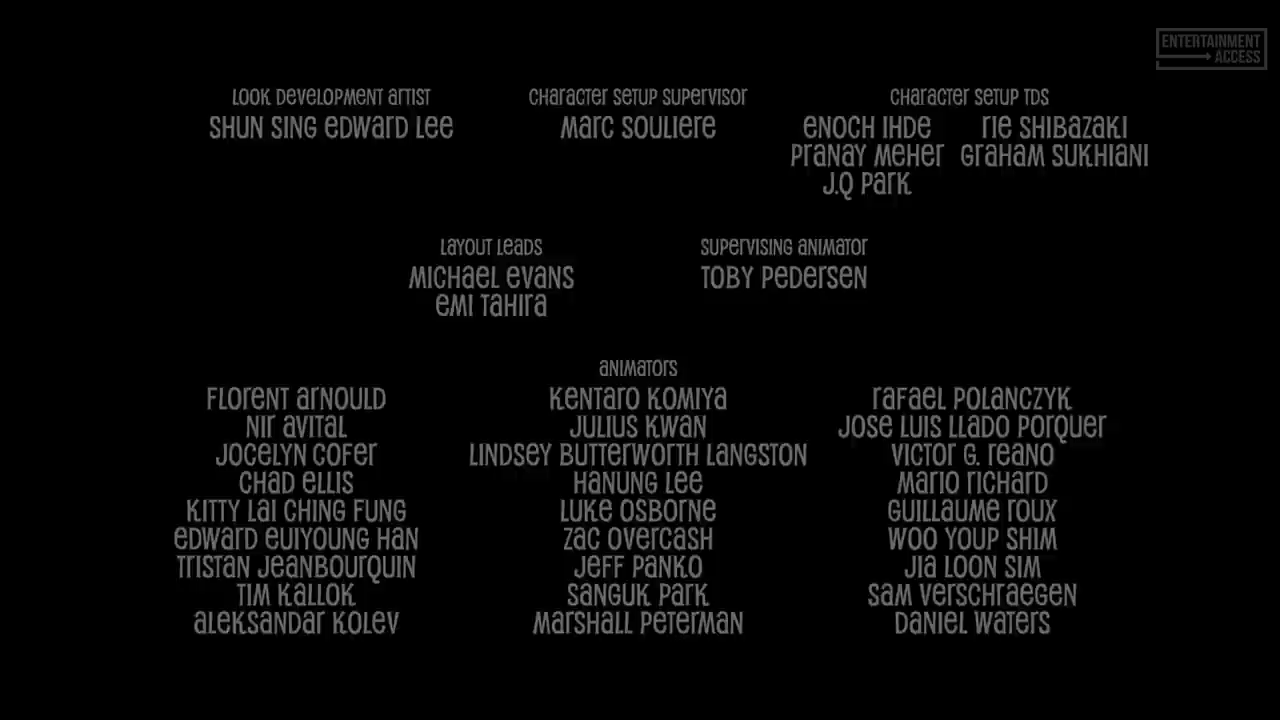 ENTERTAINMENT
ACCESS
LOOK DEVELOPMENT ARTIST
SHUN SING EDWARD LEE
CHARACTER SETUP SUPERVISOR
MARC SOULIERE
CHARACTER SETUP TDS
ENOCH IHDE
RIE SHIBAZAKI
PRANAY MEHER
GRAHAM SUKHIANI
J.Q PARK
LAYOUT LEADS
MICHAEL EVANS
EMI TAHIRA
SUPERVISING ANIMATOR
TOBY PEDERSEN
ANIMATORS
FLORENT ARNOULD
NIR AVITAL
JOCELYN COFER
CHAD ELLIS
KITTY LAI CHING FUNG
EDWARD EUIYOUNG HAN
TRISTAN JEANBOURQUIN
TIM KALLOK
ALEKSANDAR KOLEV
KENTARO KOMIYA
JULIUS KWAN
LINDSEY BUTTERWORTH LANGSTON
HANUNG LEE
LUKE OSBORNE
ZAC OVERCASH
JEFF PANKO
SANGUK PARK
MARSHALL PETERMAN
RAFAEL POLANCZYK
JOSE LUIS LLADO PORQUER
VICTOR G. REANO
MARIO RICHARD
GUILLAUME ROUX
WOO YOUP SHIM
JIA LOON SIM
SAM VERSCHRAEGEN
DANIEL WATERS